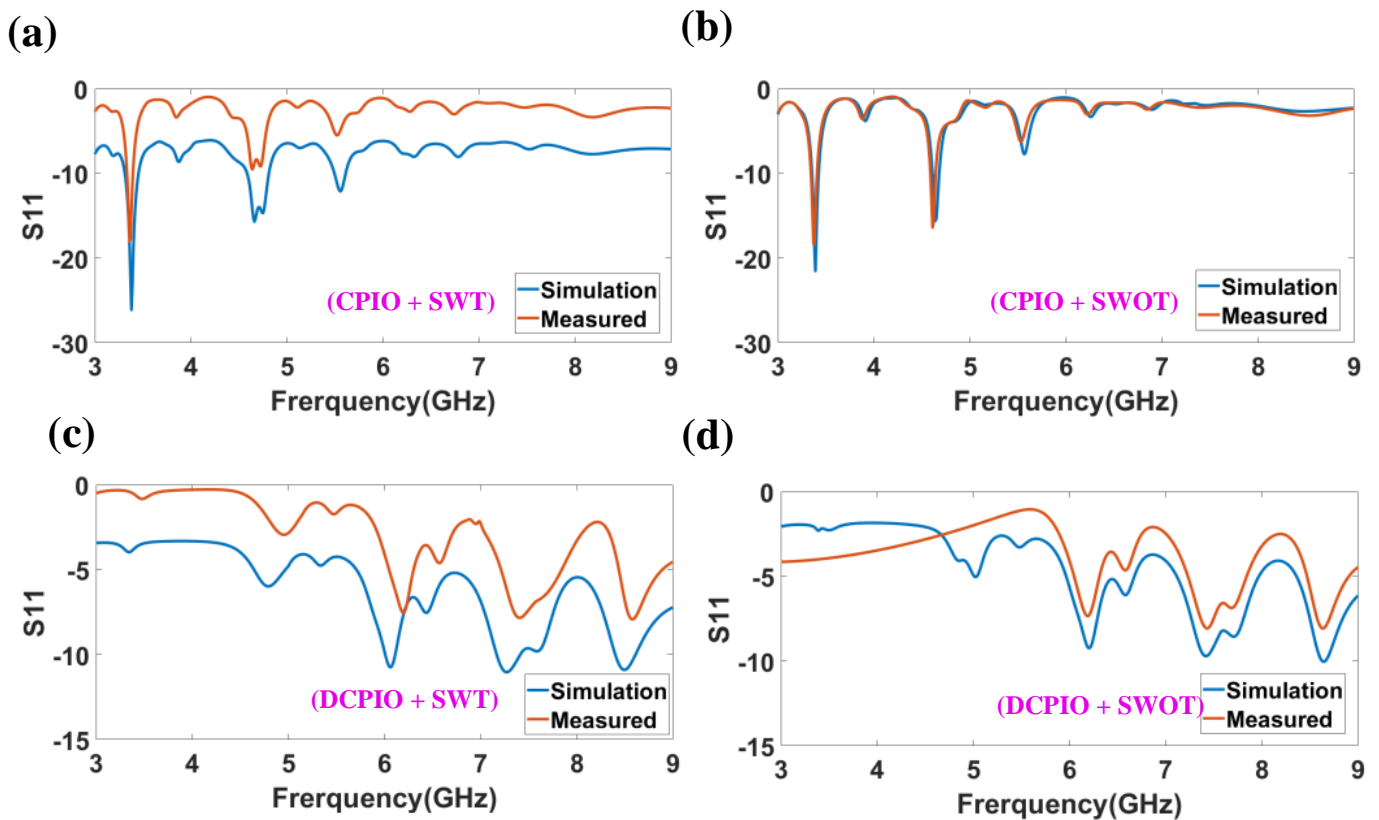 (a)
0
-10
-20
-30
S11
(CPIO + SWT)
Simulation
Measured
3 4 5 6 7 8 9
Frerquency(GHz)
(b)
0
-10
-20
-30
S11
(CPIO + SWOT)
Simulation
Measured
3 4 5 6 7 8 9
Frerquency(GHz)
(c)
0
-5
-10
-15
S11
(DCPIO + SWT)
Simulation
Measured
3 4 5 6 7 8 9
Frerquency(GHz)
(d)
0
-5
-10
-15
S11
(DCPIO + SWOT)
Simulation
Measured
3 4 5 6 7 8 9
Frerquency(GHz)